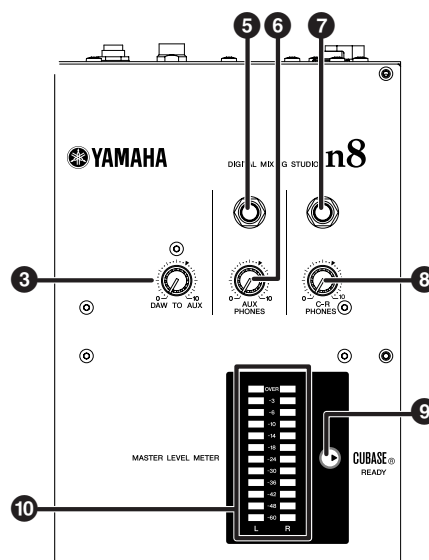 5 6 7
YAMAHA DIGITAL MIXING STUDIO n8
3 8
0 10 0 10 0 10
DAW TO AUX AUX PHONES C-R PHONES
9
OVER
-3
-6
-10
-14
-18
MASTER LEVEL METER -24 CUBASE®
-30 READY
-36
-42
10 -48
-60
L R